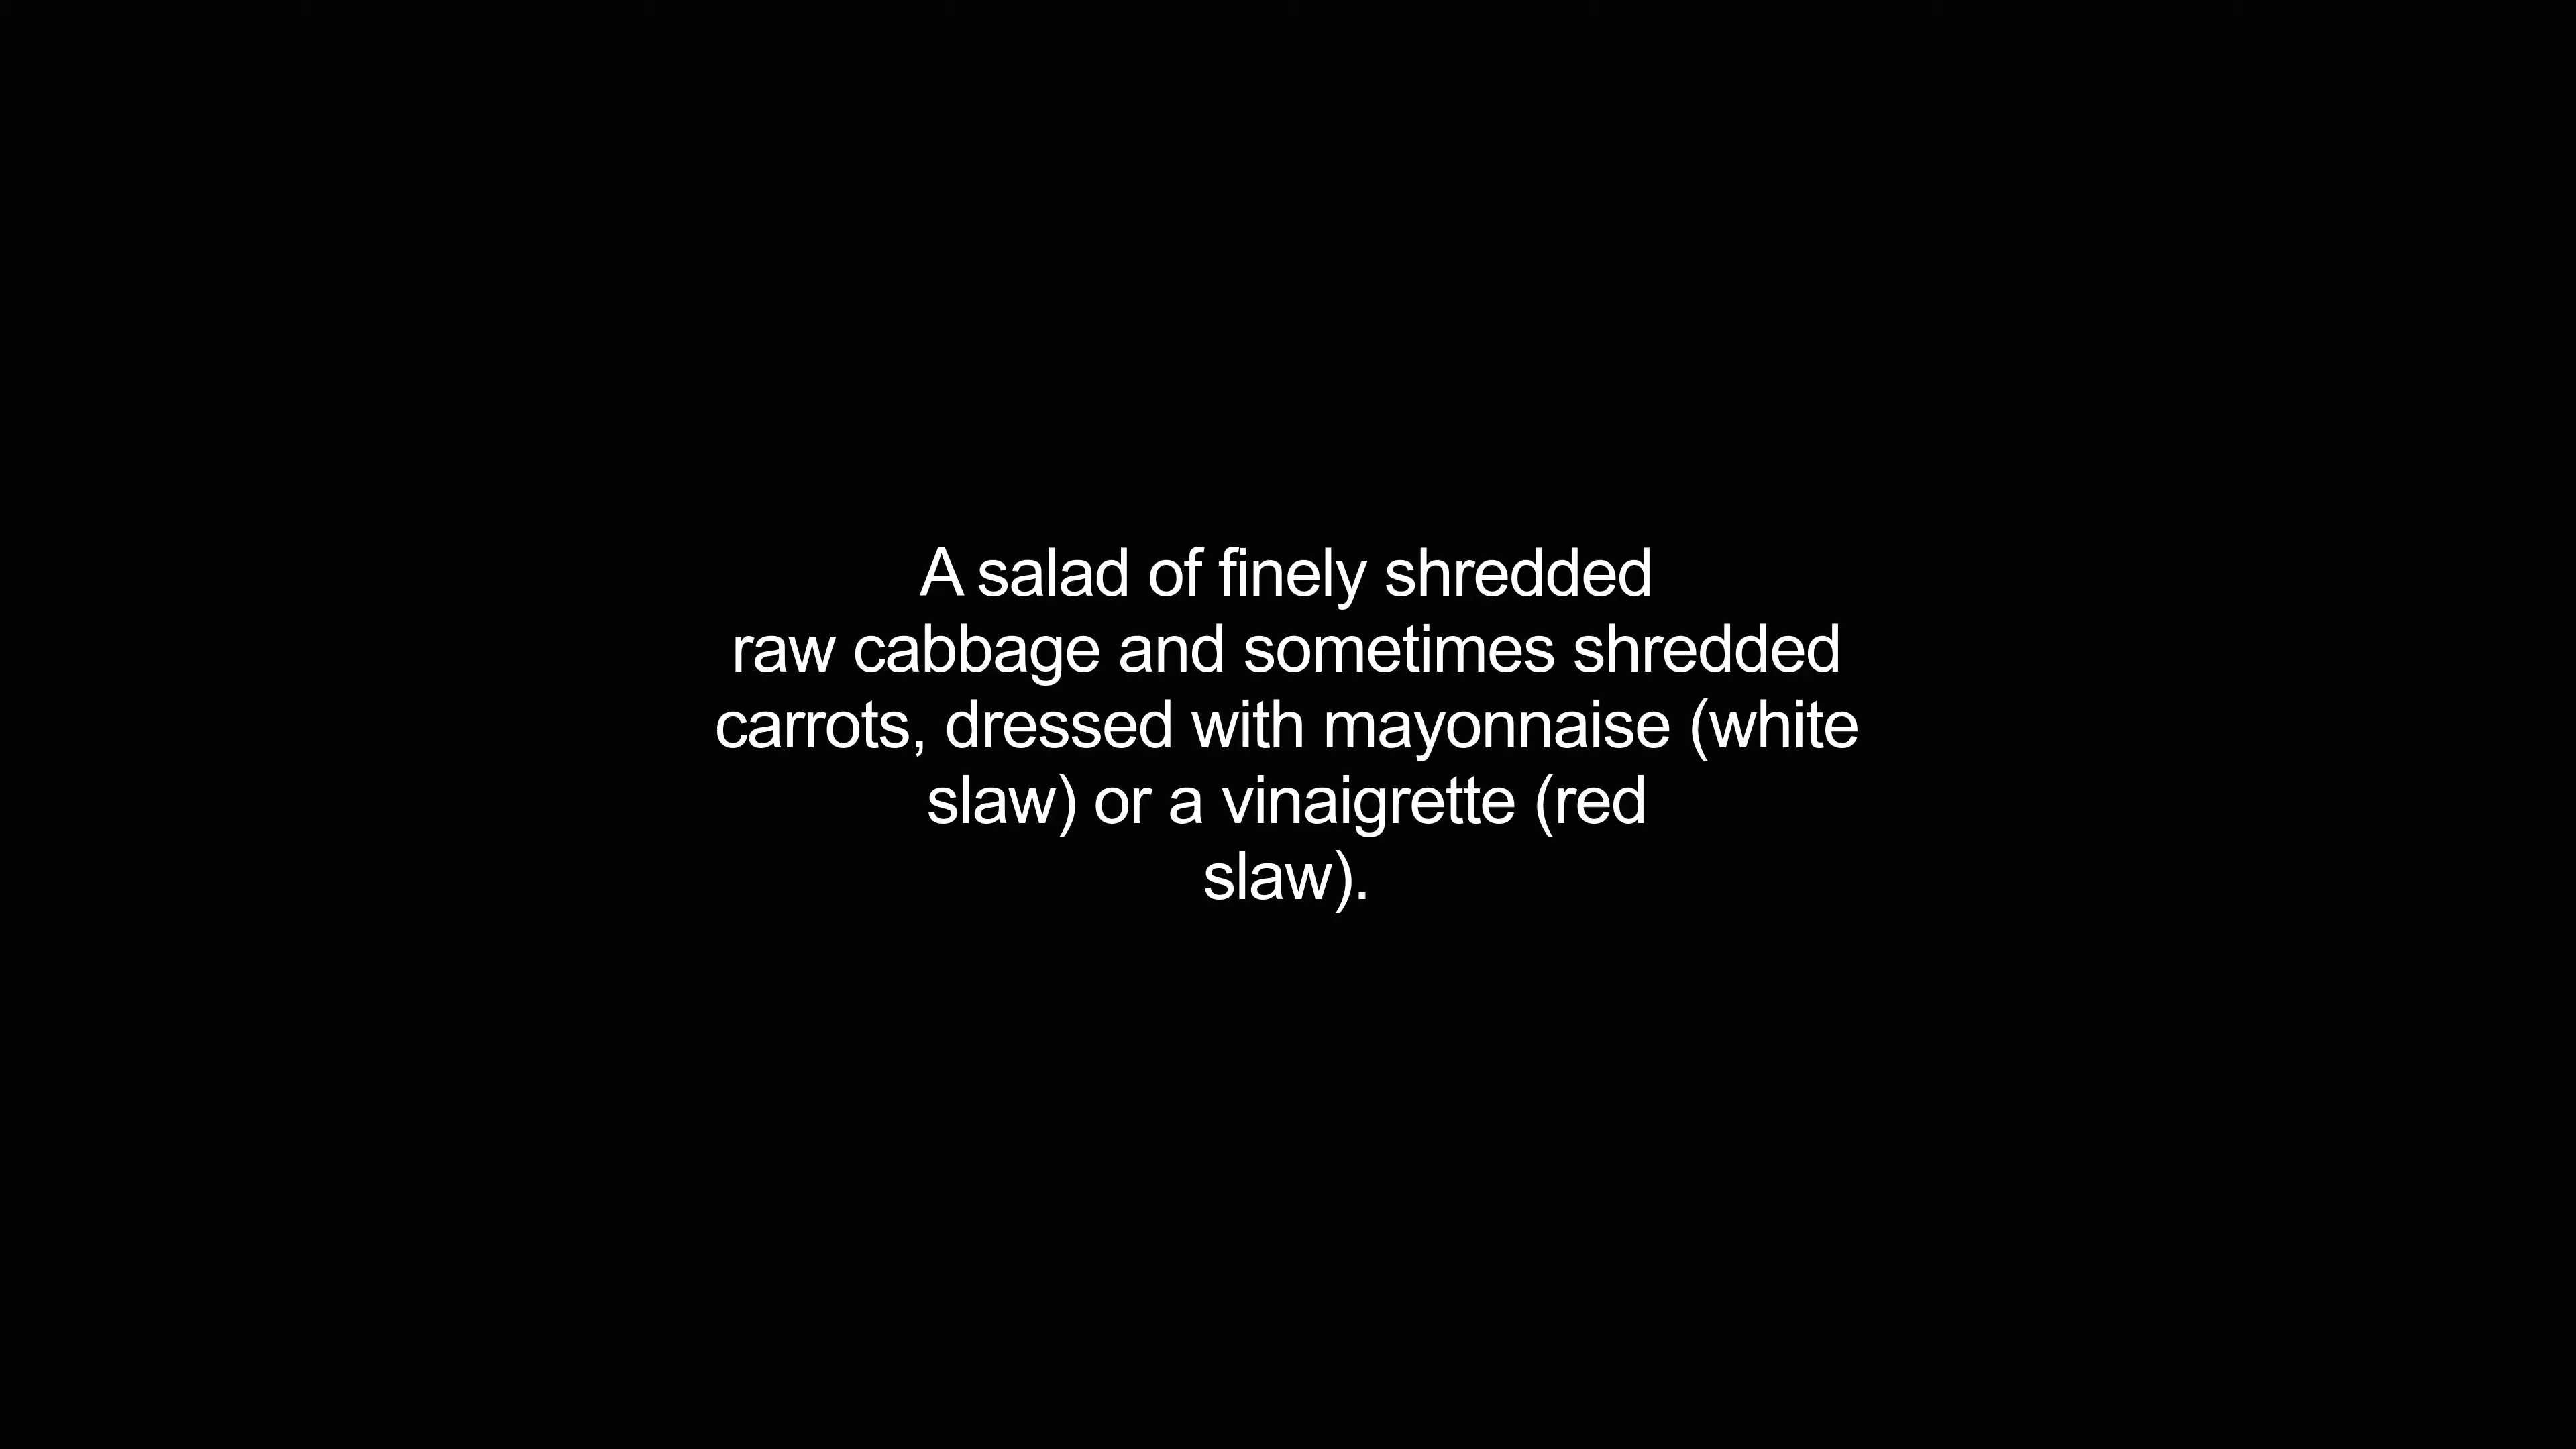 A salad of finely shredded
raw cabbage and sometimes shredded
carrots, dressed with mayonnaise (white
slaw) or a vinaigrette (red
slaw).